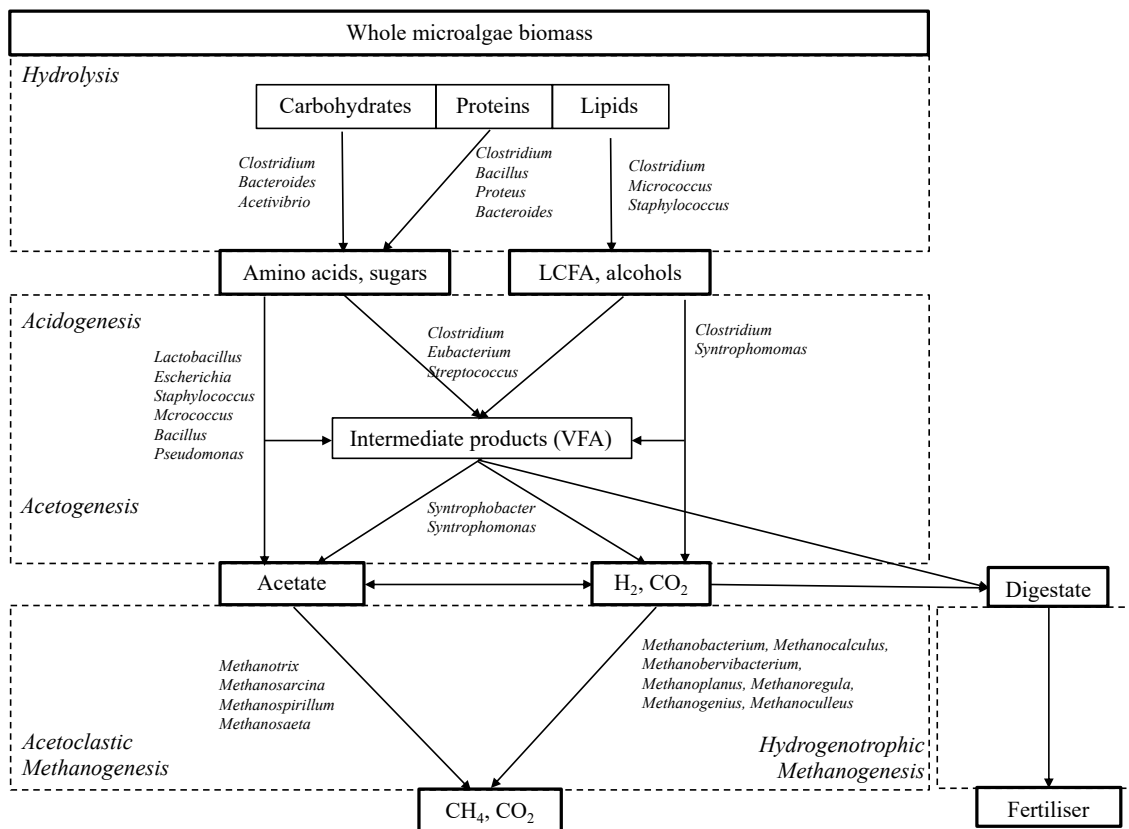 Whole microalgae biomass
Hydrolysis
Carbohydrates
Proteins
Lipids
Clostridium
Bacteroides
Acetivibrio
Clostridium
Bacillus
Proteus
Bacteroides
Clostridium
Micrococcus
Staphylococcus
Amino acids, sugars
LCFA, alcohols
Acidogenesis
Lactobacillus
Escherichia
Staphylococcus
Mcrococcus
Bacillus
Pseudomonas
Clostridium
Eubacterium
Streptococcus
Clostridium
Syntrophomomas
Intermediate products (VFA)
Acetogenesis
Syntrophobacter
Syntrophomonas
Acetate
H₂, CO₂
Digestate
Methanotrix
Methanosarcina
Methanospirillum
Methanosaeta
Methanobacterium, Methanocalculus,
Methanobervibacterium,
Methanoplanus, Methanoregula,
Methanogenius, Methanoculleus
Acetoclastic
Methanogenesis
Hydrogenotrophic
Methanogenesis
CH₄, CO₂
Fertiliser